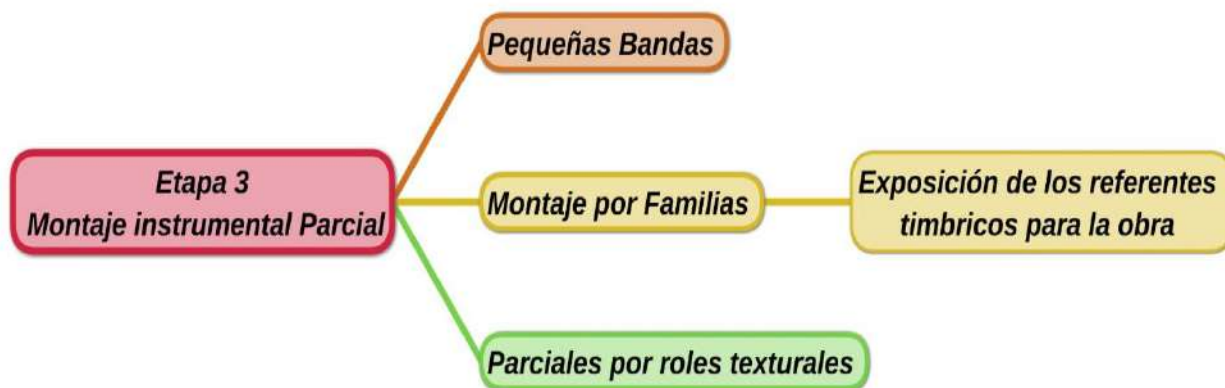 Pequeñas Bandas
Etapa 3
Montaje instrumental Parcial
Montaje por Familias
Exposición de los referentes
timbricos para la obra
Parciales por roles texturales